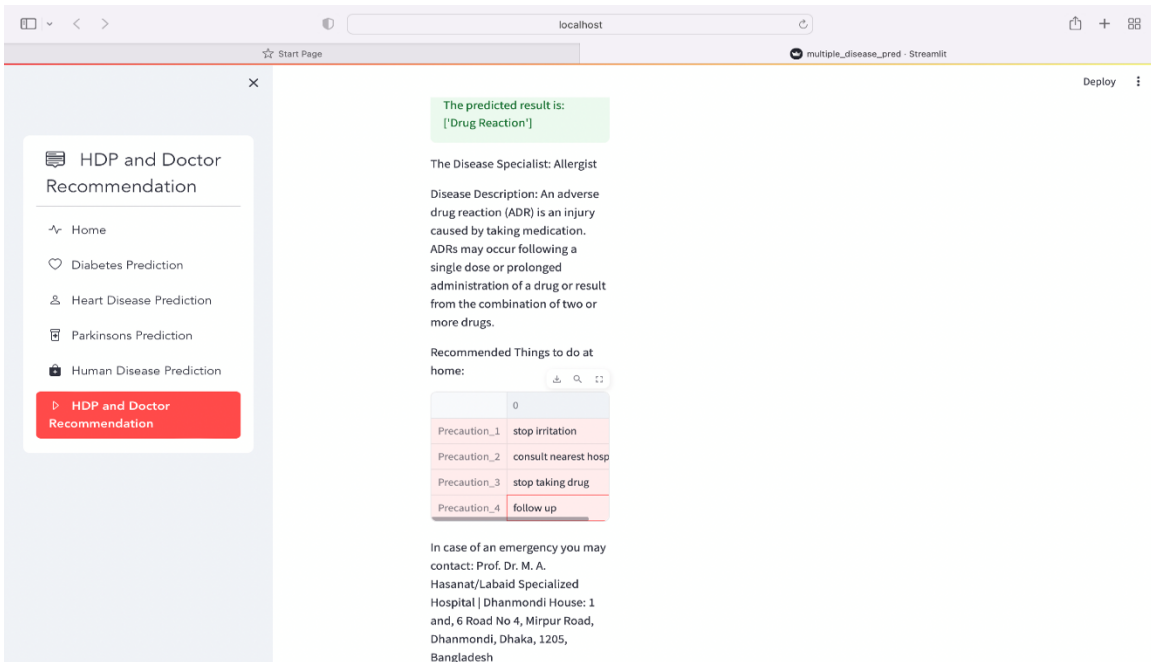 localhost
Start Page
multiple_disease_pred · Streamlit
Deploy
HDP and Doctor
Recommendation
Home
Diabetes Prediction
Heart Disease Prediction
Parkinsons Prediction
Human Disease Prediction
HDP and Doctor
Recommendation
The predicted result is:
['Drug Reaction']
The Disease Specialist: Allergist
Disease Description: An adverse
drug reaction (ADR) is an injury
caused by taking medication.
ADRs may occur following a
single dose or prolonged
administration of a drug or result
from the combination of two or
more drugs.
Recommended Things to do at
home:
0
Precaution_1 stop irritation
Precaution_2 consult nearest hosp
Precaution_3 stop taking drug
Precaution_4 follow up
In case of an emergency you may
contact: Prof. Dr. M. A.
Hasanat/Labaid Specialized
Hospital | Dhanmondi House: 1
and, 6 Road No 4, Mirpur Road,
Dhanmondi, Dhaka, 1205,
Bangladesh